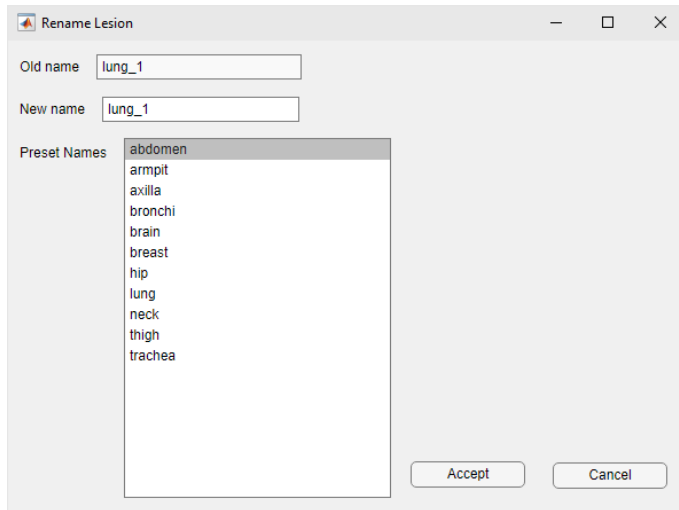 Rename Lesion
Old name lung_1
New name lung_1
Preset Names
abdomen
armpit
axilla
bronchi
brain
breast
hip
lung
neck
thigh
trachea
Accept Cancel